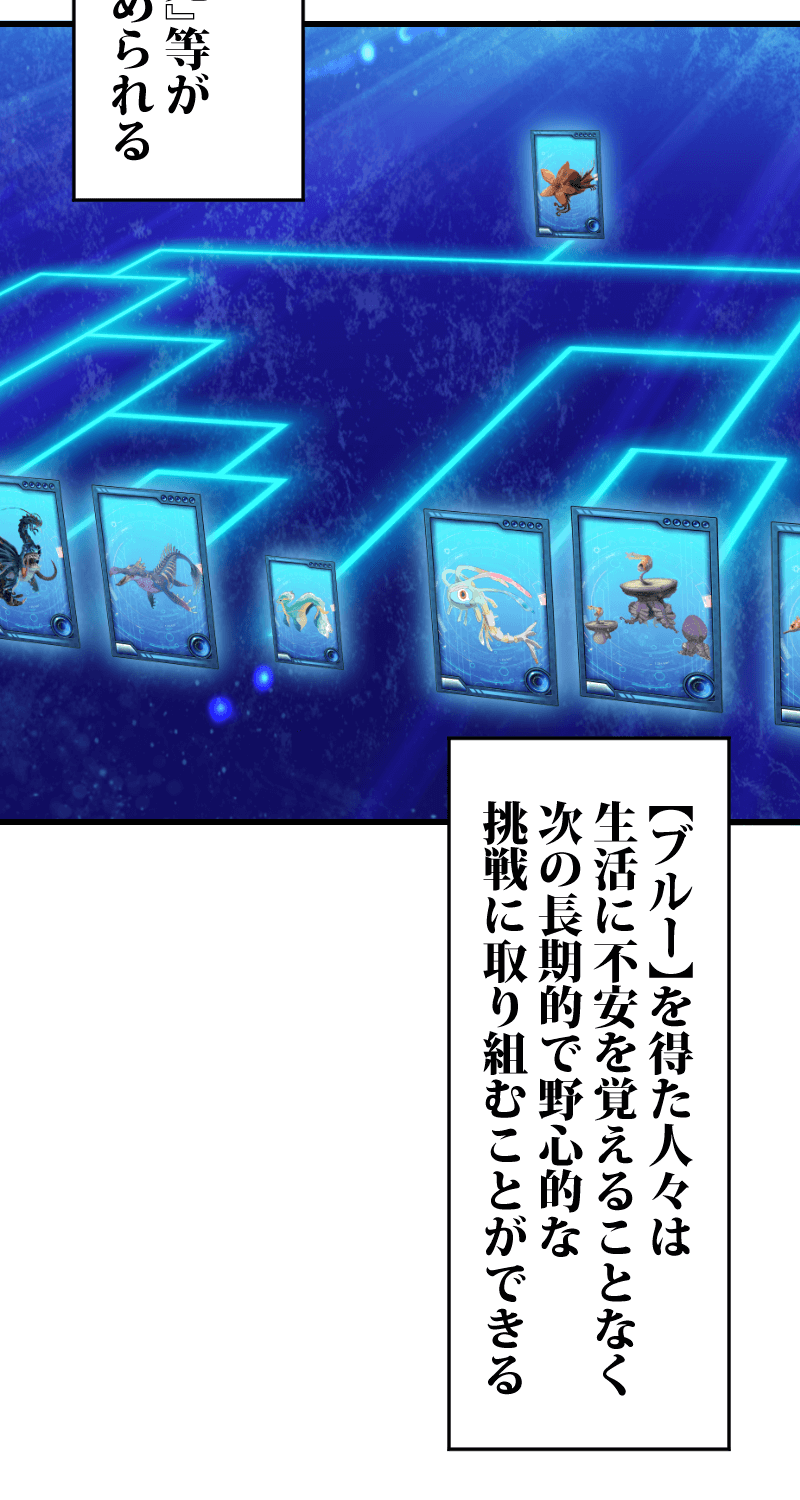 』等が
められる
【ブルー】を得た人々は
生活に不安を覚えることなく
次の長期的で野心的な
挑戦に取り組むことができる